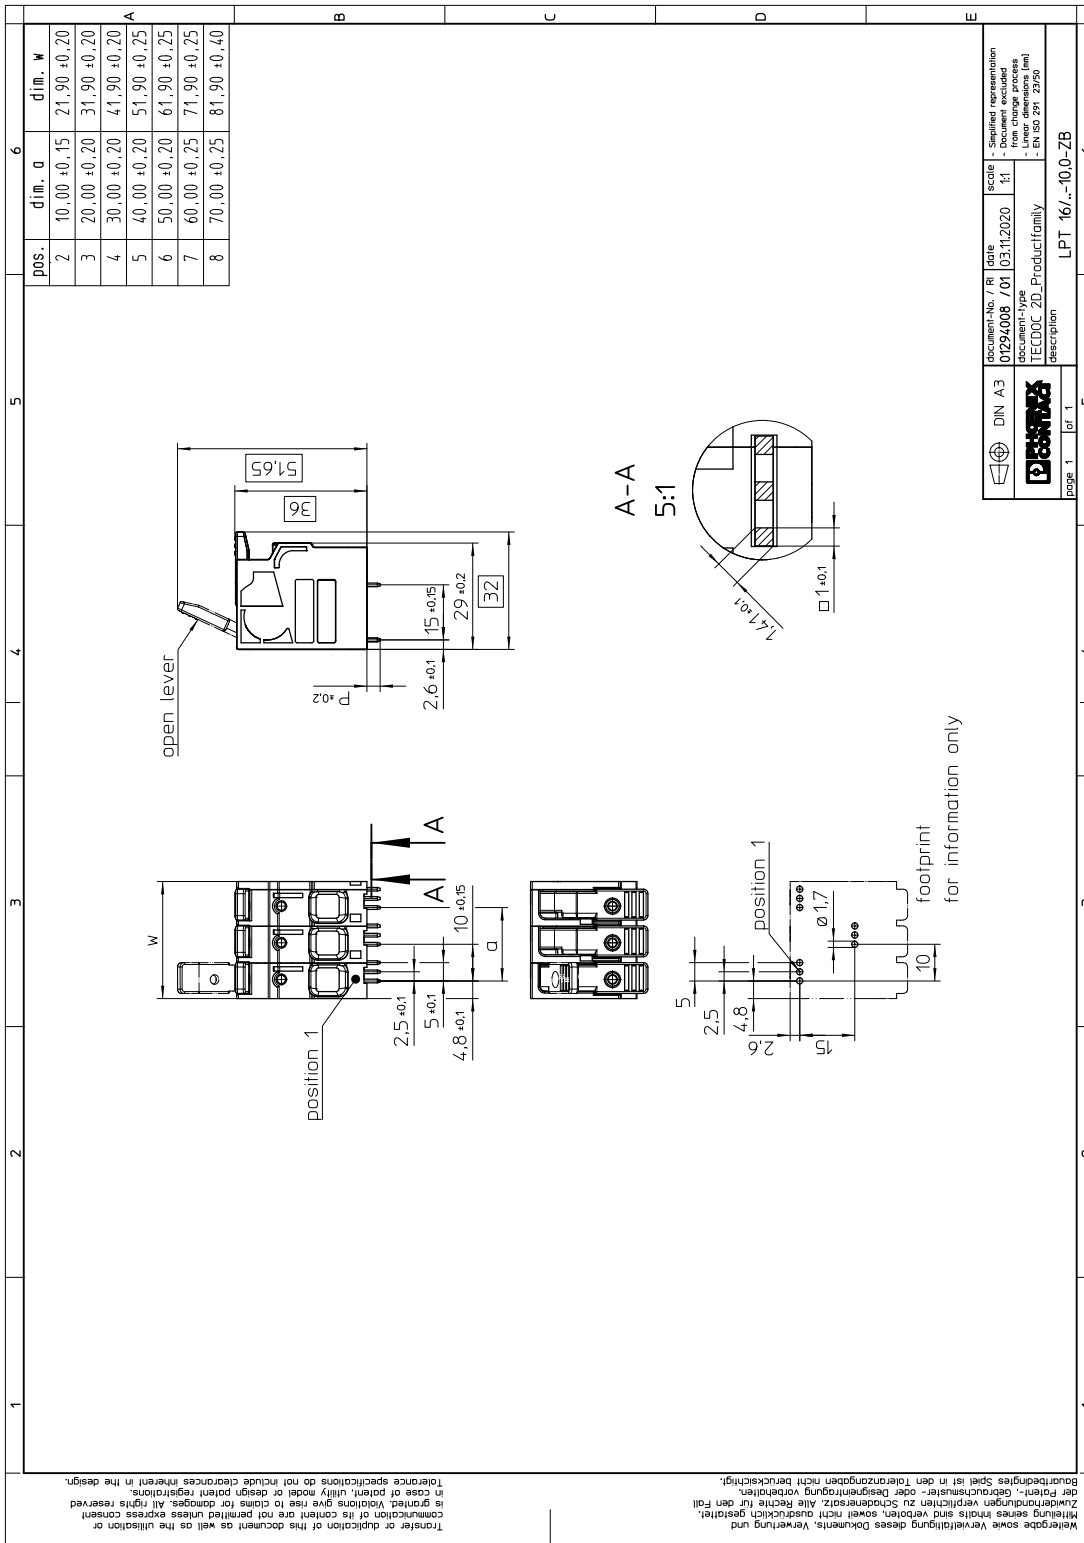 1
2
3
4
5
6
A
B
C
D
E
pos. dim. a dim. w
2 10,00 ±0,15 21,90 ±0,20
3 20,00 ±0,20 31,90 ±0,20
4 30,00 ±0,20 41,90 ±0,20
5 40,00 ±0,20 51,90 ±0,25
6 50,00 ±0,20 61,90 ±0,25
7 60,00 ±0,25 71,90 ±0,25
8 70,00 ±0,25 81,90 ±0,40
w
position 1
2,5 ±0,1
5 ±0,1
4,8 ±0,1
10 ±0,15
a
A
A
open lever
51,65
36
P ±0,2
2,6 ±0,1
15 ±0,15
29 ±0,2
32
A-A
5:1
1,41 ±0,1
□ 1 ±0,1
position 1
5
2,5
4,8
2,6
15
ø 1,7
10
footprint
for information only
DIN A3
PHOENIX
CONTACT
page 1 of 1
document-No. / RI
01294008 / 01
date
03.11.2020
scale
1:1
- Simplified representation
- Document excluded
from change process
- Linear dimensions [mm]
- EN ISO 291 23/50
document-type
TECDOC 2D_Productfamily
description
LPT 16/..-10,0-ZB
Transfer or duplication of this document as well as the utilisation or
communication of its content are not permitted unless express consent
is granted. Violations give rise to claims for damages. All rights reserved
in case of patent, utility model or design patent registrations.
Tolerance specifications do not include clearances inherent in the design.
Weitergabe sowie Vervielfältigung dieses Dokuments, Verwertung und
Mitteilung seines Inhalts sind verboten, soweit nicht ausdrücklich gestattet.
Zuwiderhandlungen verpflichten zu Schadenersatz. Alle Rechte für den Fall
der Patent-, Gebrauchsmuster- oder Designeintragung vorbehalten.
Bauartbedingtes Spiel ist in den Toleranzangaben nicht berücksichtigt.